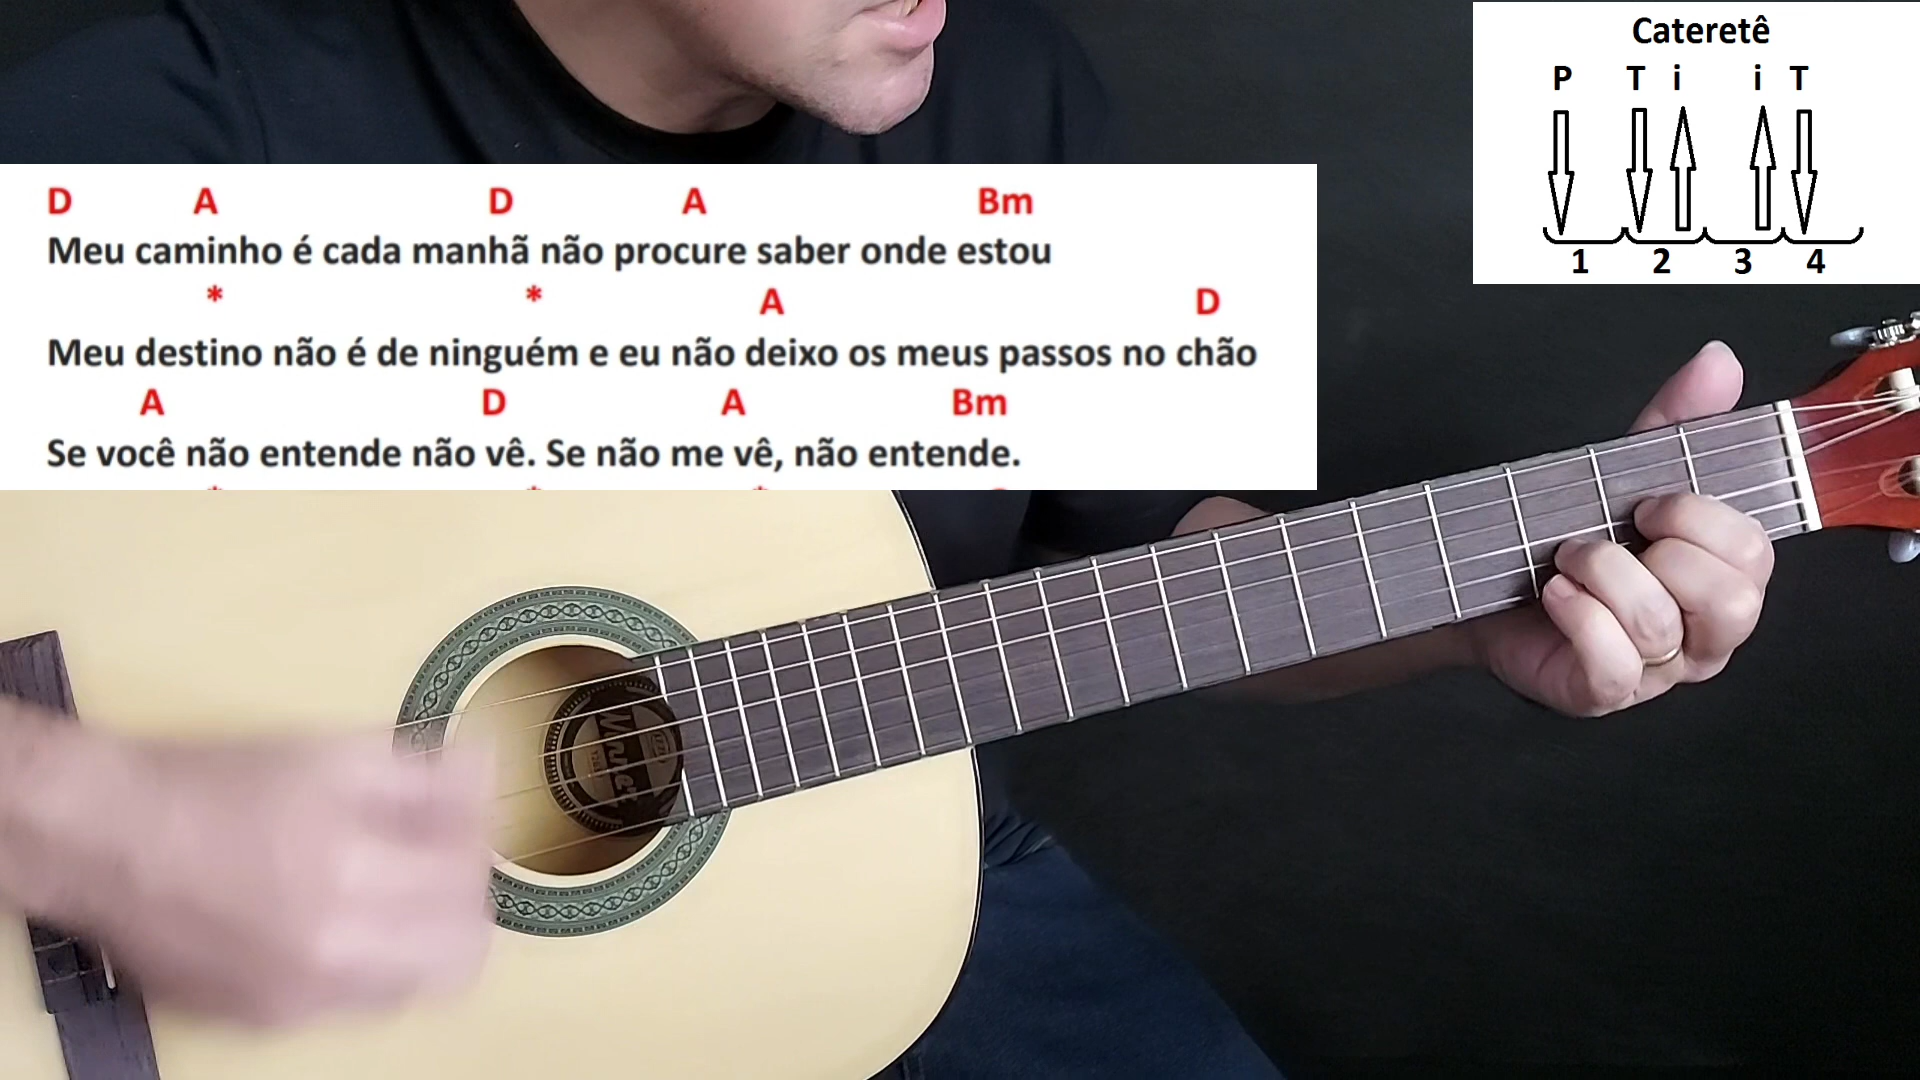 D A D A Bm
Meu caminho é cada manhã não procure saber onde estou
* * A D
Meu destino não é de ninguém e eu não deixo os meus passos no chão
A D A Bm
Se você não entende não vê. Se não me vê, não entende.
Cateretê
P T i i T
1 2 3 4
Winner